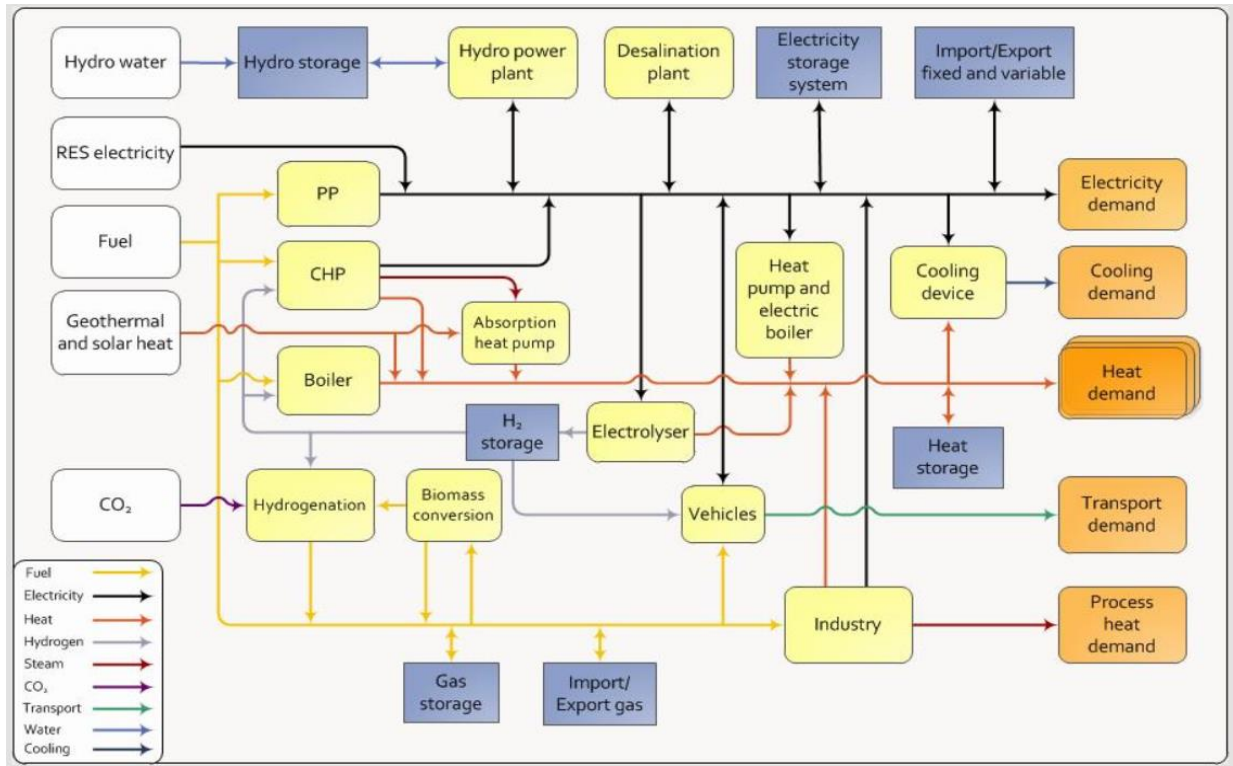 Hydro water
Hydro storage
Hydro power
plant
Desalination
plant
Electricity
storage
system
Import/Export
fixed and variable
RES electricity
PP
Electricity
demand
Fuel
CHP
Heat
pump and
electric
boiler
Cooling
device
Cooling
demand
Geothermal
and solar heat
Absorption
heat pump
Boiler
Heat
demand
H₂
storage
Electrolyser
Heat
storage
CO₂
Hydrogenation
Biomass
conversion
Vehicles
Transport
demand
Industry
Process
heat
demand
Gas
storage
Import/
Export gas
Fuel
Electricity
Heat
Hydrogen
Steam
CO₂
Transport
Water
Cooling